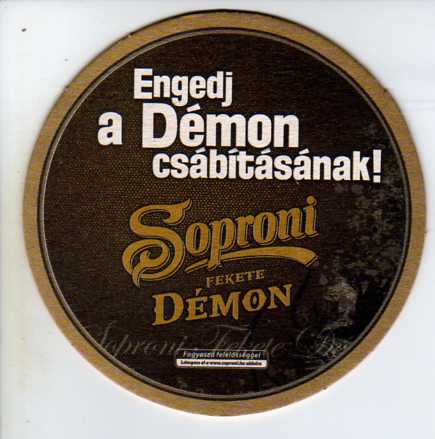 Engedj
a Démon
csábításának!
Soproni
FEKETE
DÉMON
Soproni Fekete
Fogyaszd felelősséggel!